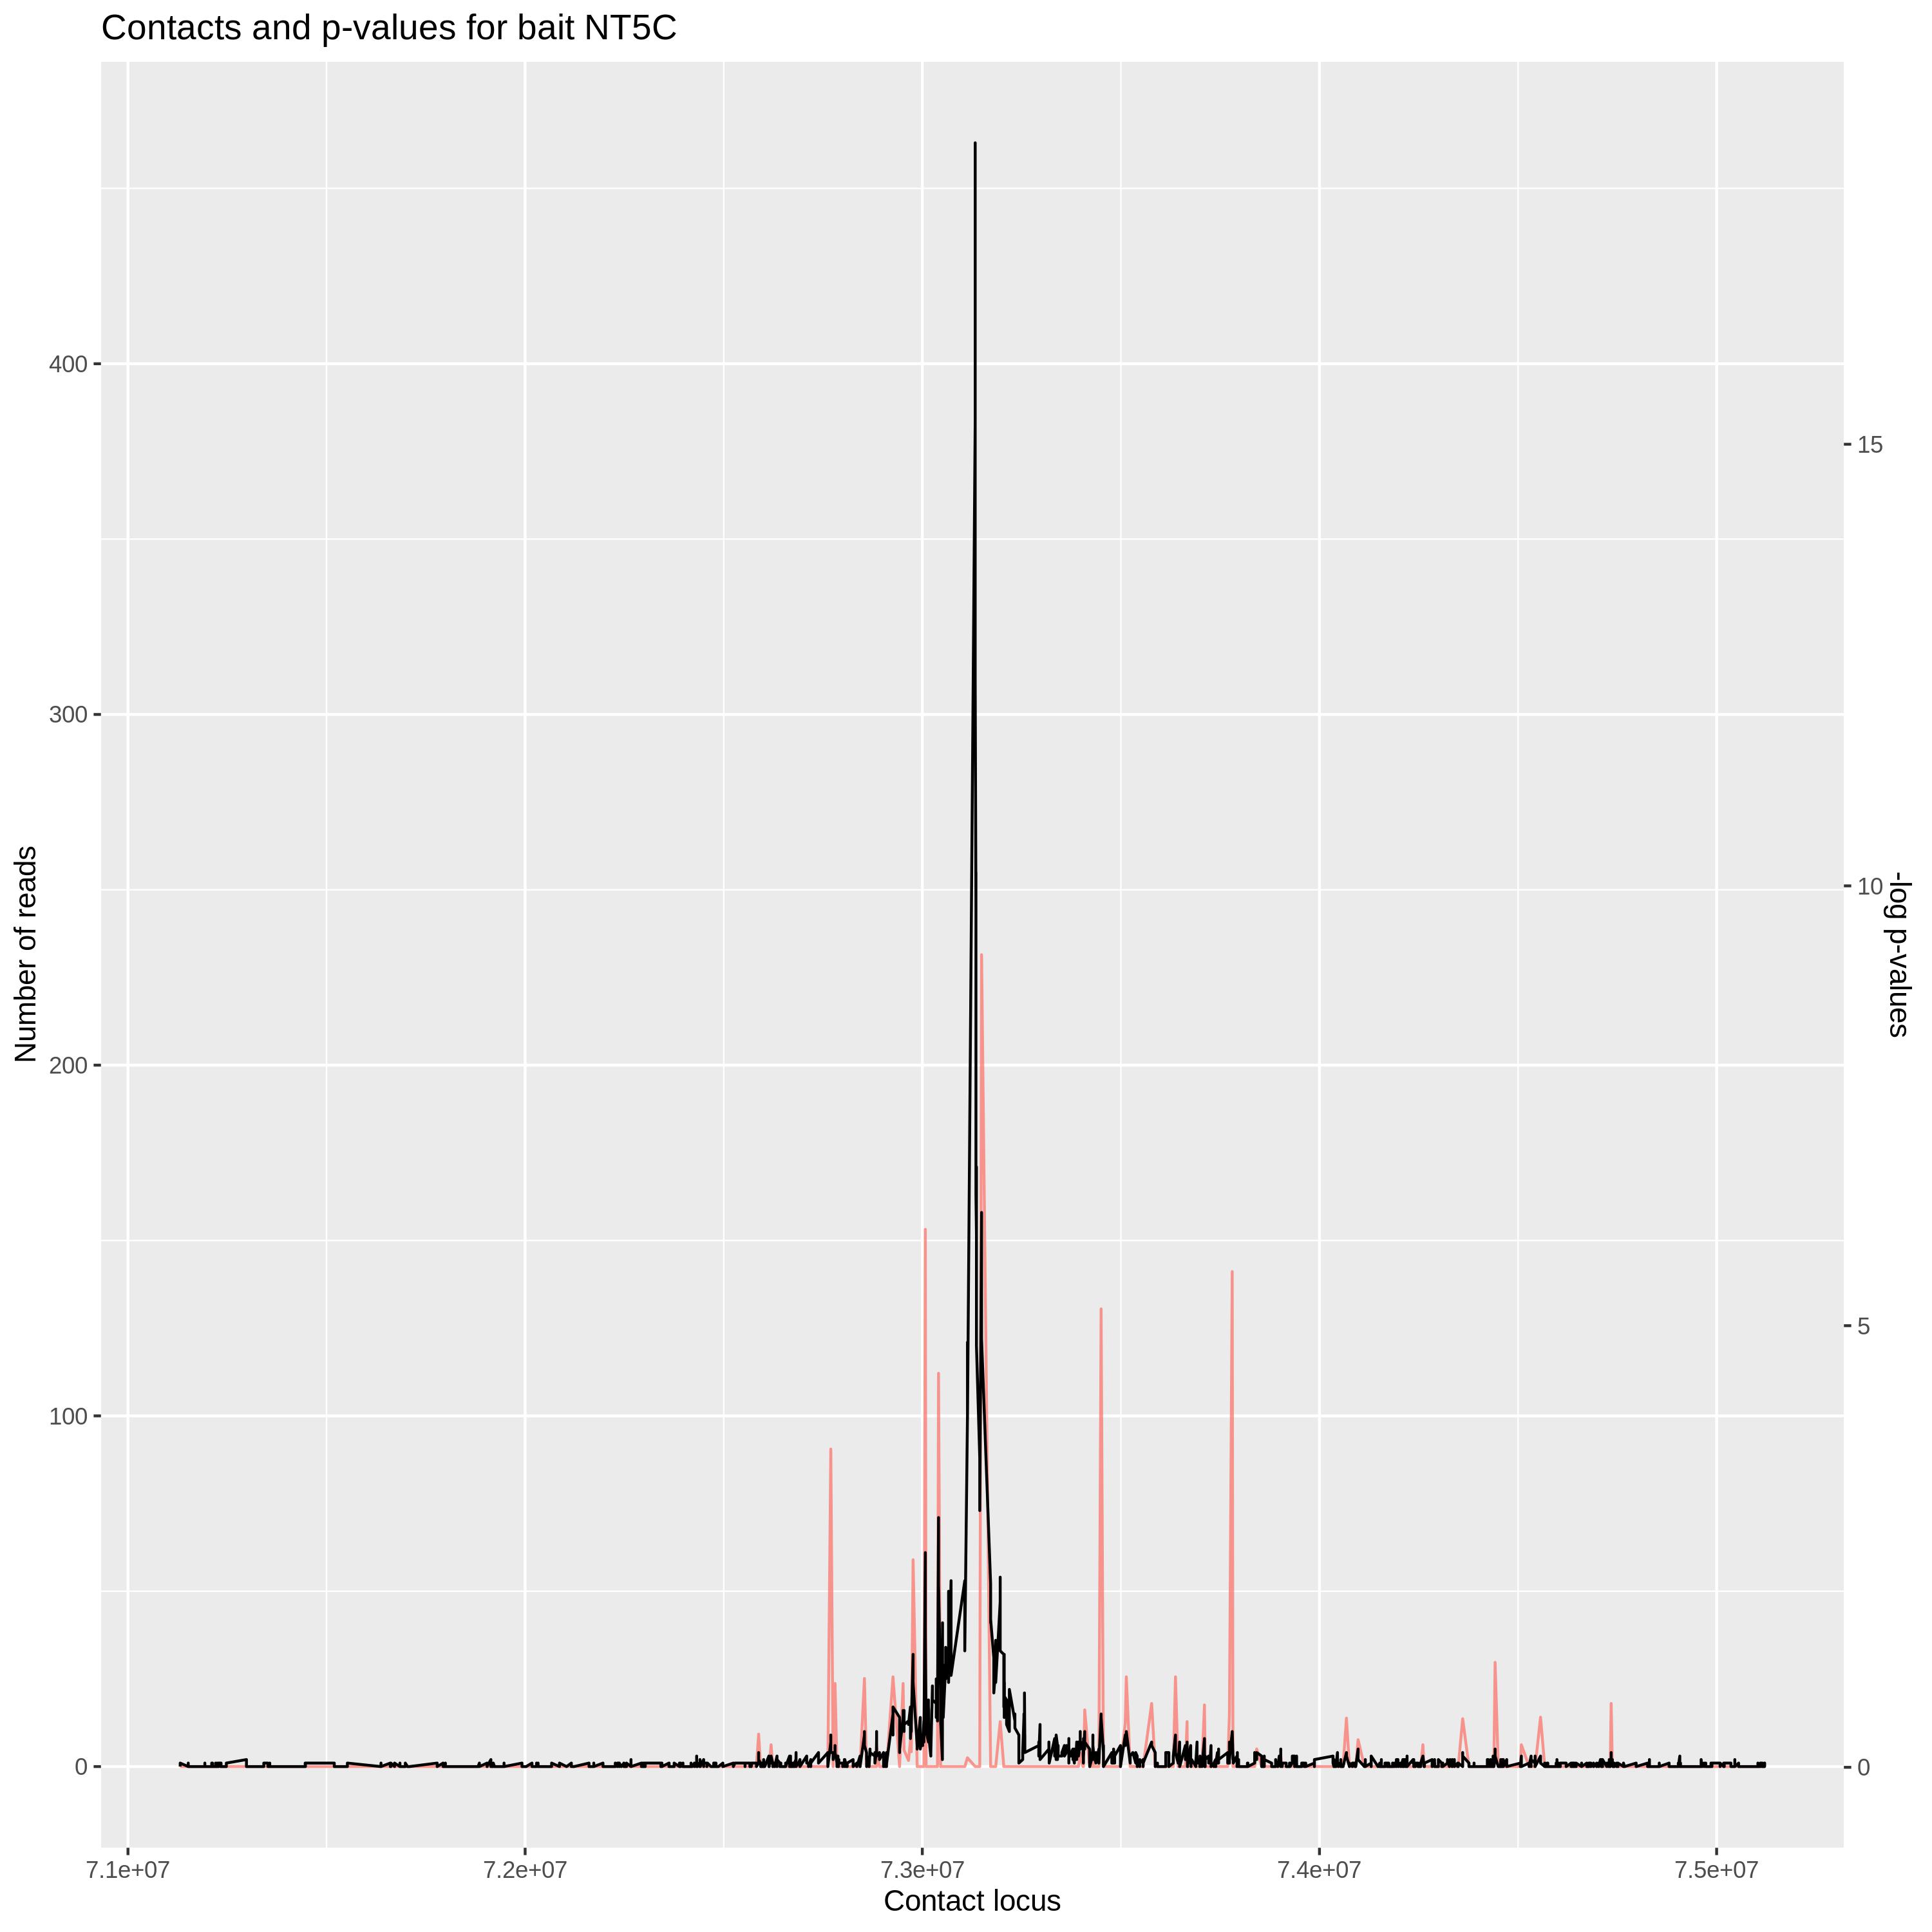 Contacts and p-values for bait NT5C
Number of reads
400
300
200
100
0
15
10
5
0
-log p-values
7.1e+07
7.2e+07
7.3e+07
7.4e+07
7.5e+07
Contact locus